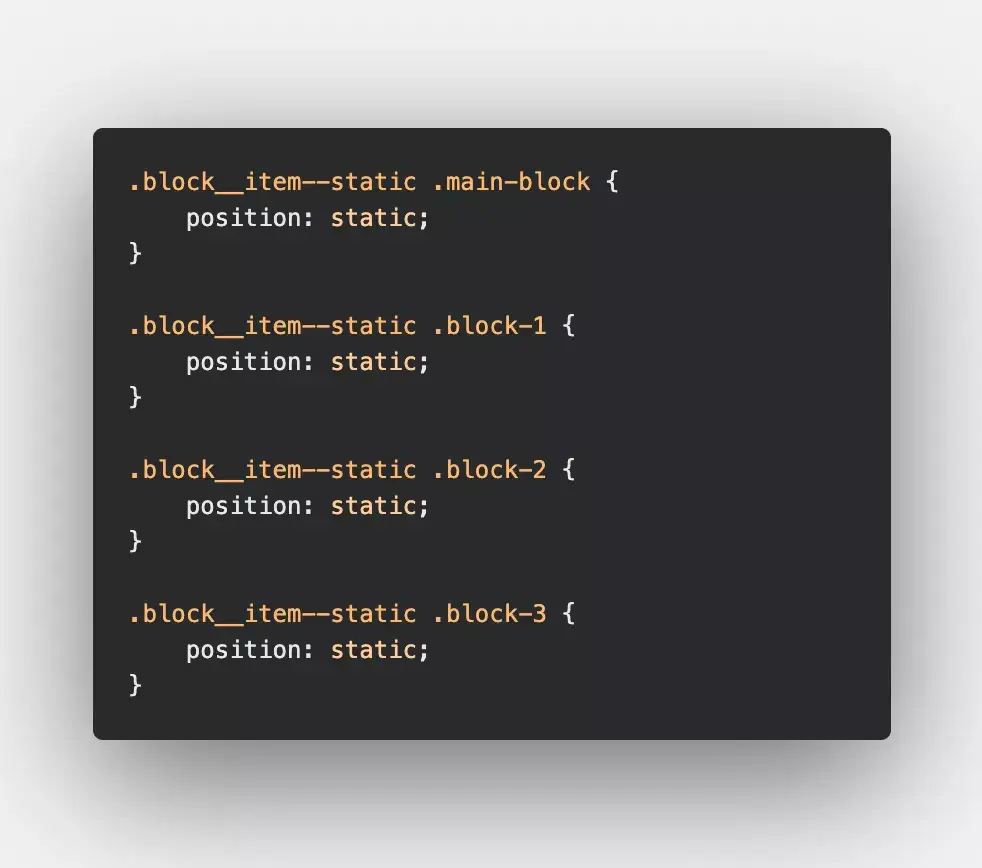 .block__item--static .main-block {
    position: static;
}

.block__item--static .block-1 {
    position: static;
}

.block__item--static .block-2 {
    position: static;
}

.block__item--static .block-3 {
    position: static;
}